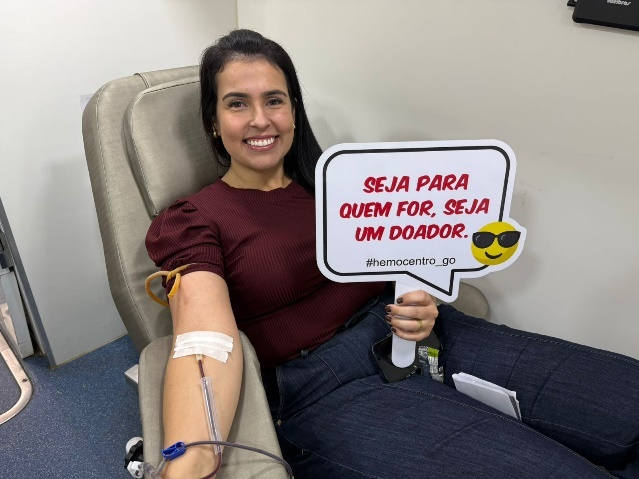 SEJA PARA
QUEM FOR, SEJA
UM DOADOR.
#hemocentro_go